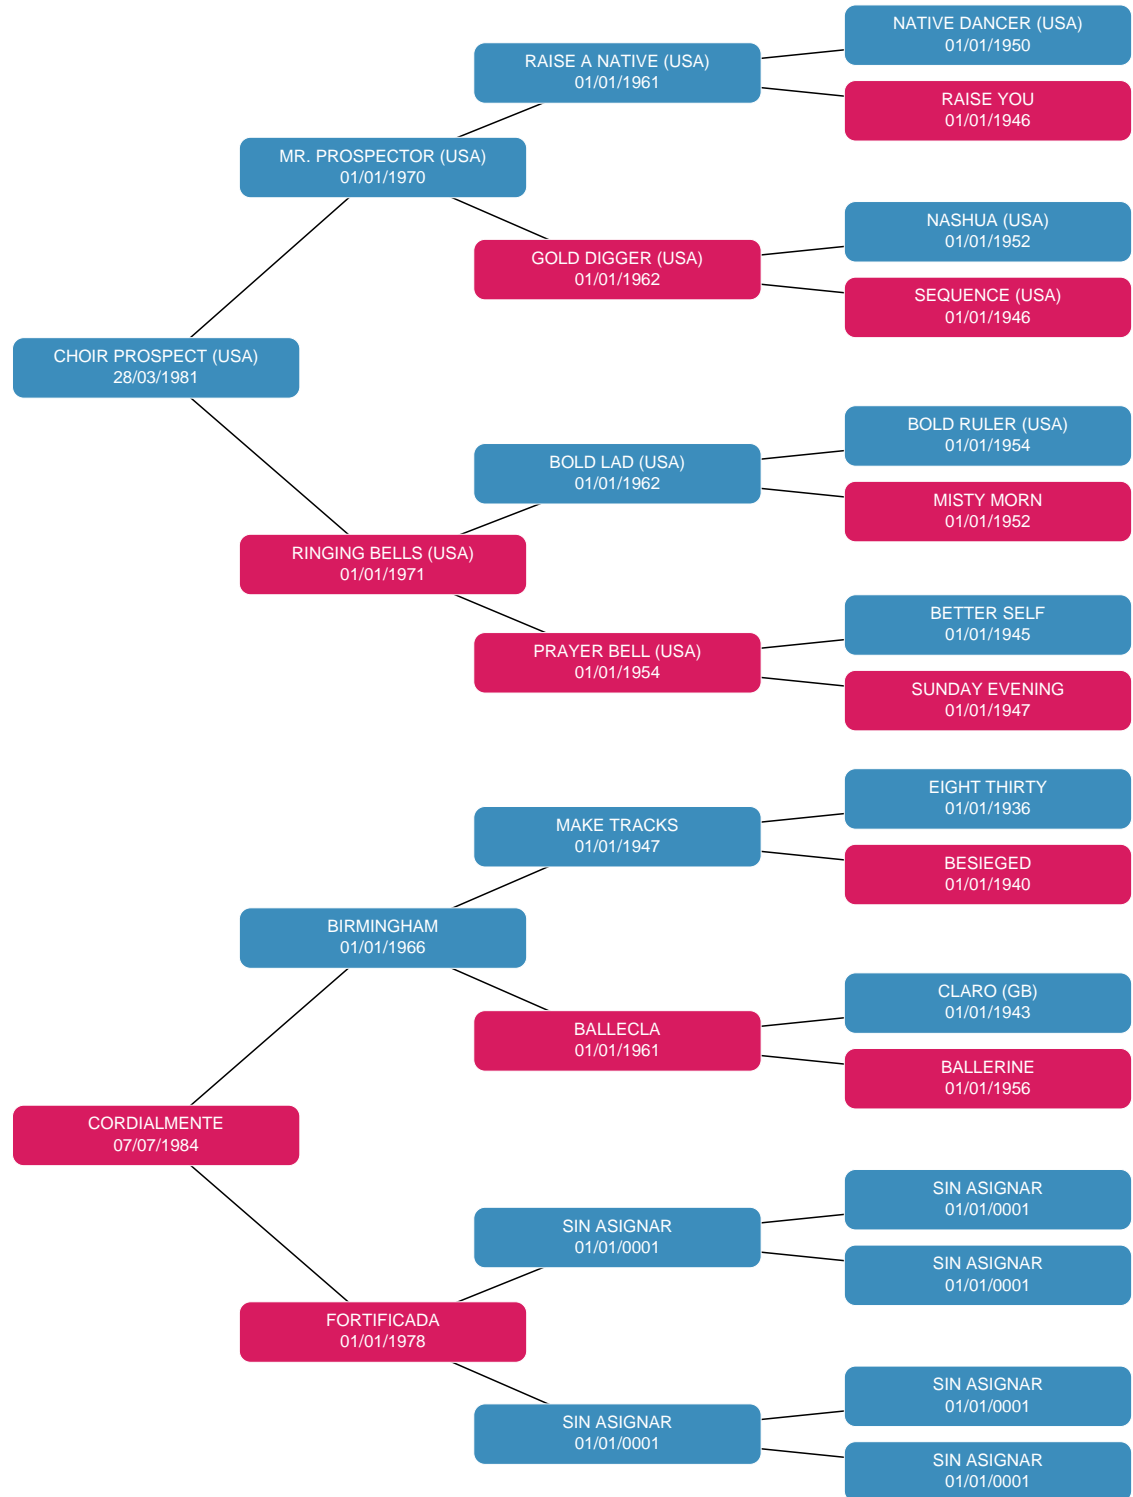 NATIVE DANCER (USA)
01/01/1950
RAISE A NATIVE (USA)
01/01/1961
RAISE YOU
01/01/1946
MR. PROSPECTOR (USA)
01/01/1970
NASHUA (USA)
01/01/1952
GOLD DIGGER (USA)
01/01/1962
SEQUENCE (USA)
01/01/1946
CHOIR PROSPECT (USA)
28/03/1981
BOLD RULER (USA)
01/01/1954
BOLD LAD (USA)
01/01/1962
MISTY MORN
01/01/1952
RINGING BELLS (USA)
01/01/1971
BETTER SELF
01/01/1945
PRAYER BELL (USA)
01/01/1954
SUNDAY EVENING
01/01/1947
EIGHT THIRTY
01/01/1936
MAKE TRACKS
01/01/1947
BESIEGED
01/01/1940
BIRMINGHAM
01/01/1966
CLARO (GB)
01/01/1943
BALLECLA
01/01/1961
BALLERINE
01/01/1956
CORDIALMENTE
07/07/1984
SIN ASIGNAR
01/01/0001
SIN ASIGNAR
01/01/0001
SIN ASIGNAR
01/01/0001
FORTIFICADA
01/01/1978
SIN ASIGNAR
01/01/0001
SIN ASIGNAR
01/01/0001
SIN ASIGNAR
01/01/0001